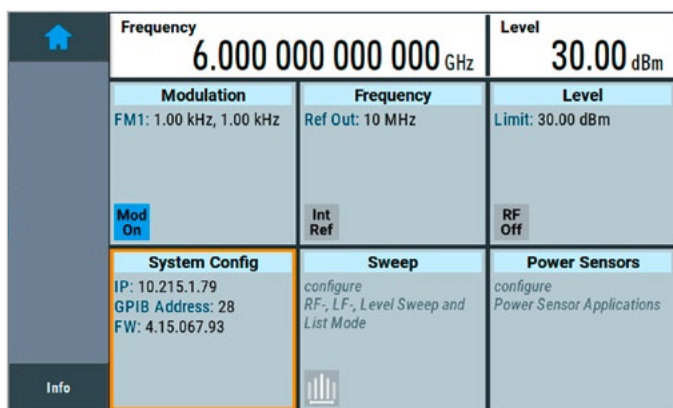 Frequency
6.000 000 000 000 GHz
Level
30.00 dBm
Modulation
FM1: 1.00 kHz, 1.00 kHz
Mod
On
Frequency
Ref Out: 10 MHz
Int
Ref
Level
Limit: 30.00 dBm
RF
Off
System Config
IP: 10.215.1.79
GPIB Address: 28
FW: 4.15.067.93
Sweep
configure
RF-, LF-, Level Sweep and
List Mode
Power Sensors
configure
Power Sensor Applications
Info